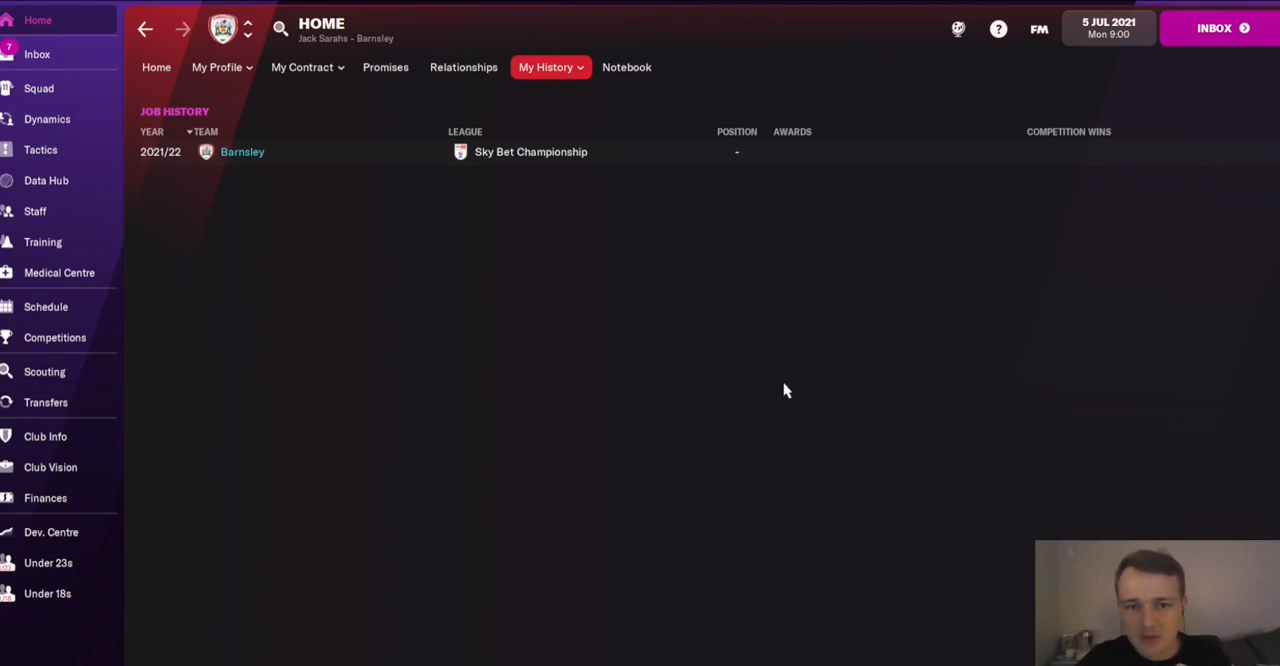 Home
7
Inbox
Squad
Dynamics
Tactics
Data Hub
Staff
Training
Medical Centre
Schedule
Competitions
Scouting
Transfers
Club Info
Club Vision
Finances
Dev. Centre
U23
Under 23s
U18
Under 18s
HOME
Jack Sarahs - Barnsley
?
FM
5 JUL 2021
Mon 9:00
INBOX
Home My Profile My Contract Promises Relationships My History Notebook
JOB HISTORY
YEAR TEAM LEAGUE POSITION AWARDS COMPETITION WINS
2021/22 Barnsley Sky Bet Championship -